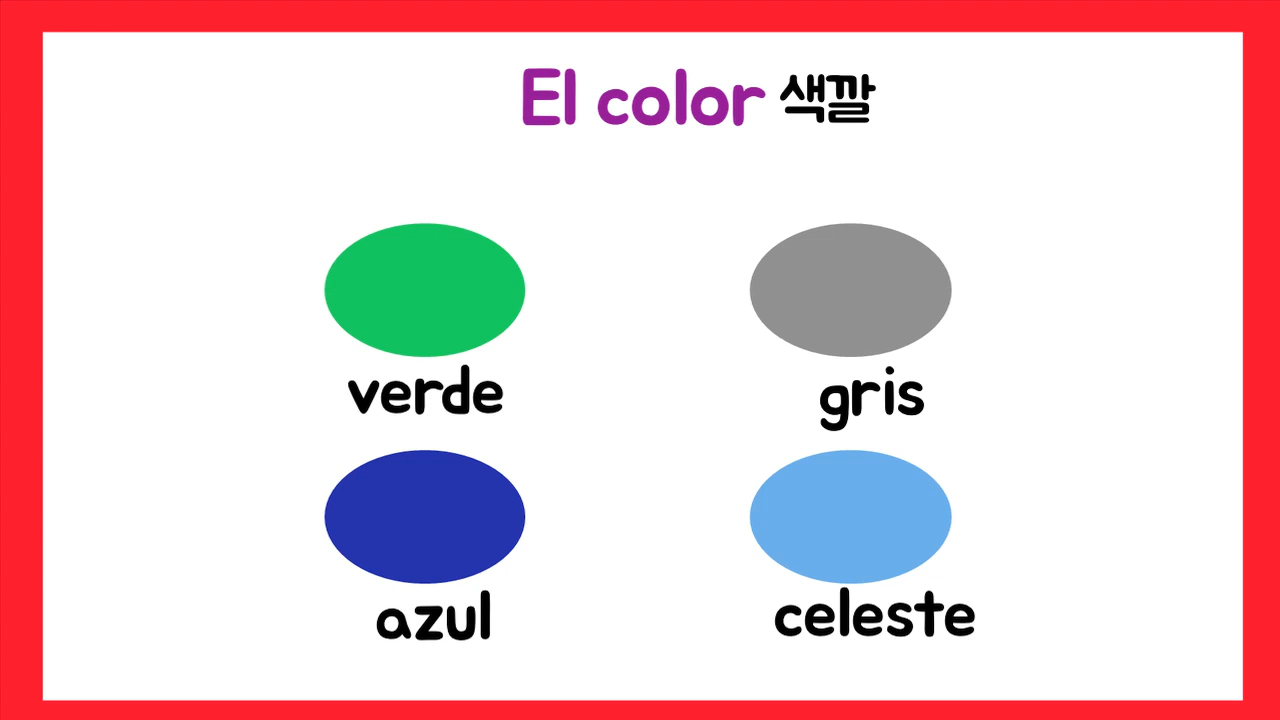 El color 색깔
verde
gris
azul
celeste